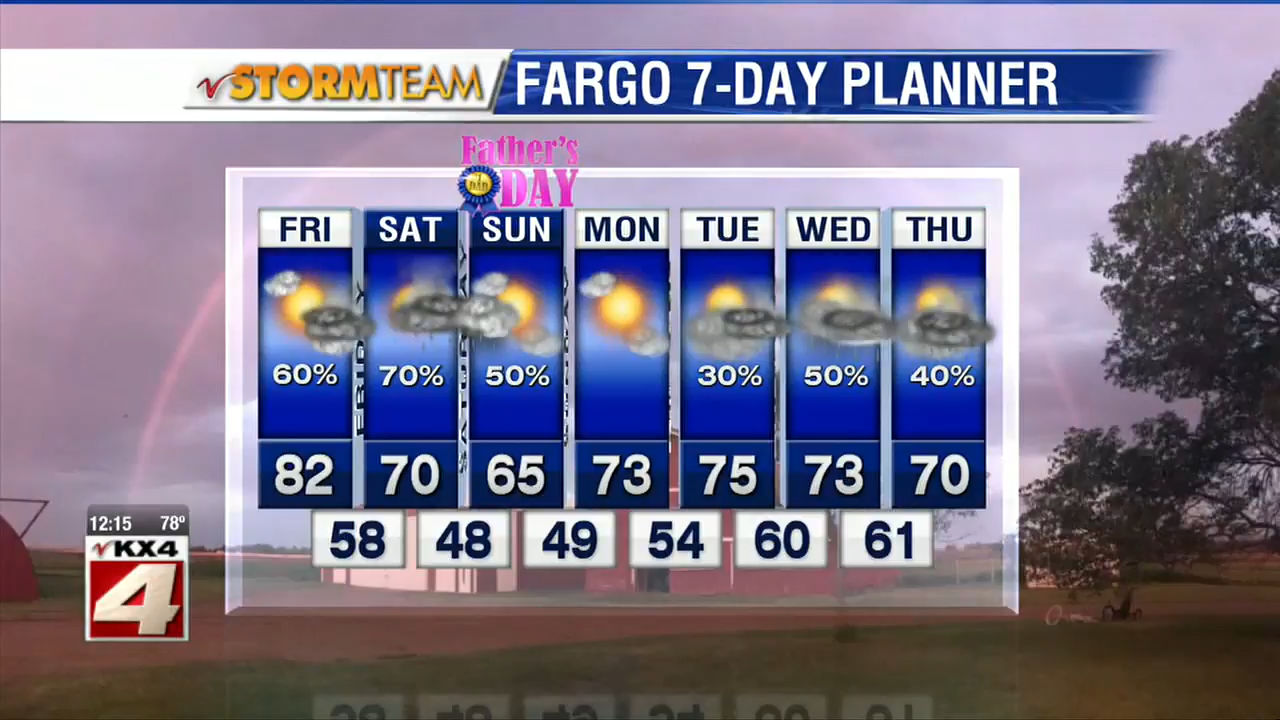 STORMTEAM FARGO 7-DAY PLANNER
Father's
DAY
FRI SAT SUN MON TUE WED THU
60% 70% 50% 30% 50% 40%
82 70 65 73 75 73 70
58 48 49 54 60 61
12:15 78º
KX4
4